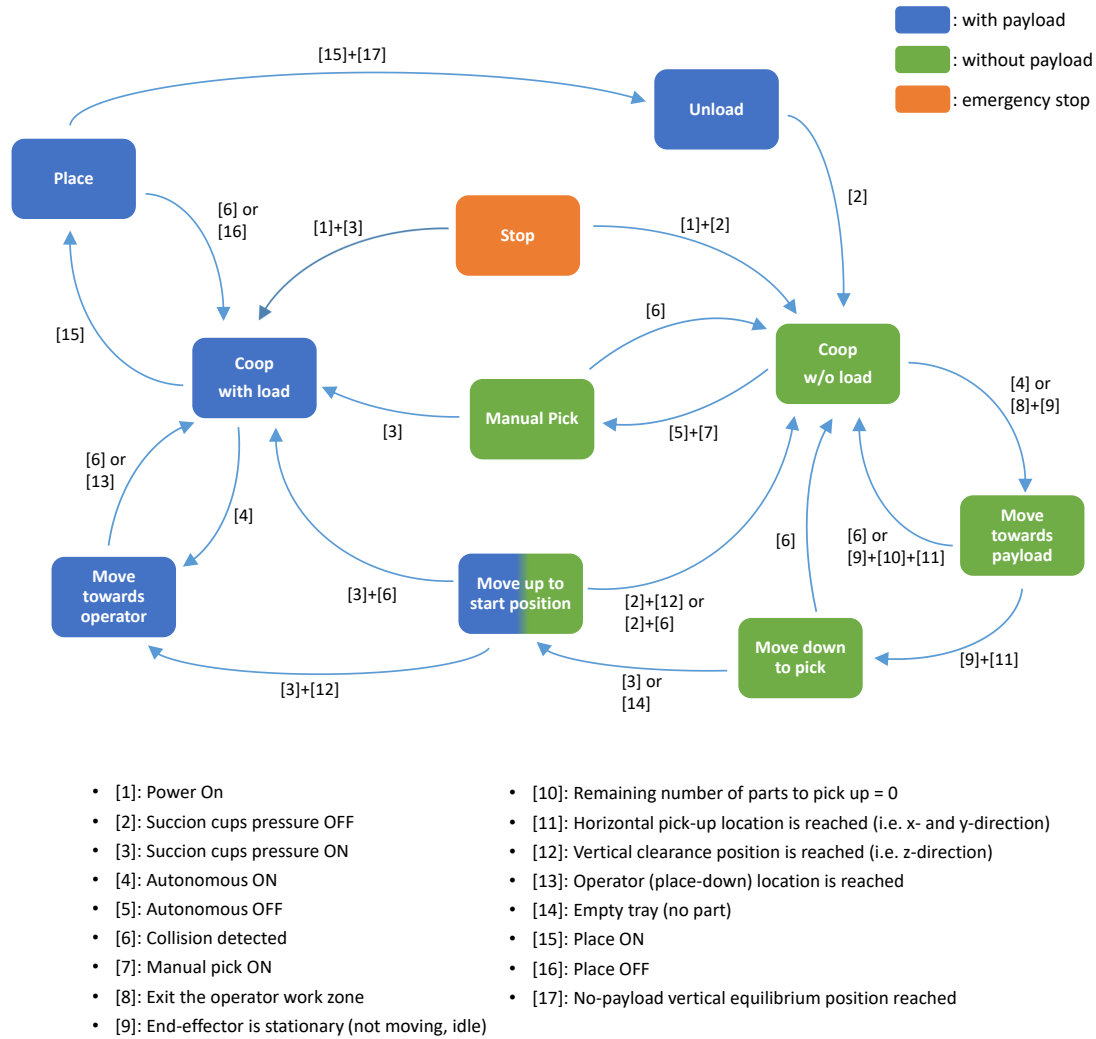 : with payload
: without payload
: emergency stop
[15]+[17]
Unload
Place
[2]
[6] or
[16]
[1]+[3]
Stop
[1]+[2]
[6]
[15]
Coop
with load
Coop
w/o load
[4] or
[8]+[9]
Manual Pick
[3]
[5]+[7]
[6] or
[13]
[4]
Move
towards
payload
[6] or
[9]+[10]+[11]
[6]
Move
towards
operator
[3]+[6]
Move up to
start position
[2]+[12] or
[2]+[6]
Move down
to pick
[9]+[11]
[3]+[12]
[3] or
[14]
• [1]: Power On
• [2]: Succion cups pressure OFF
• [3]: Succion cups pressure ON
• [4]: Autonomous ON
• [5]: Autonomous OFF
• [6]: Collision detected
• [7]: Manual pick ON
• [8]: Exit the operator work zone
• [9]: End-effector is stationary (not moving, idle)
• [10]: Remaining number of parts to pick up = 0
• [11]: Horizontal pick-up location is reached (i.e. x- and y-direction)
• [12]: Vertical clearance position is reached (i.e. z-direction)
• [13]: Operator (place-down) location is reached
• [14]: Empty tray (no part)
• [15]: Place ON
• [16]: Place OFF
• [17]: No-payload vertical equilibrium position reached